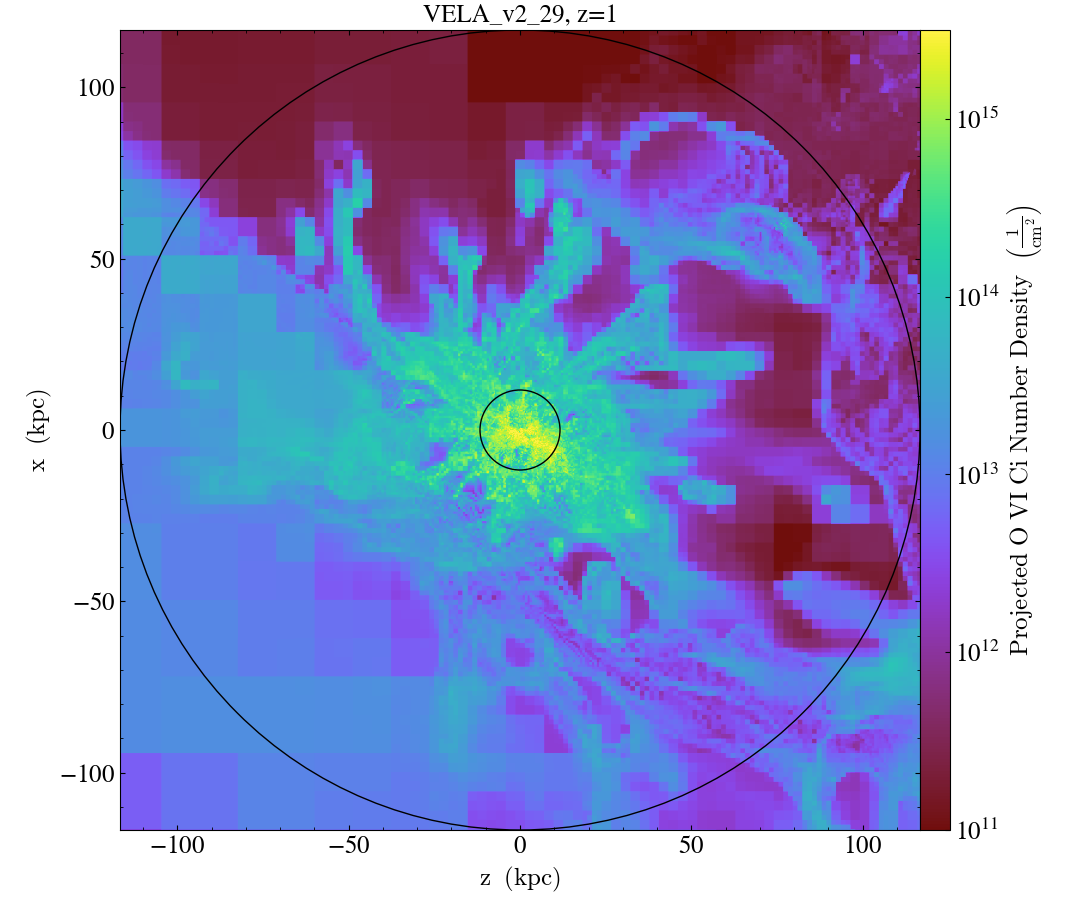 VELA_v2_29, z=1
100
50
0
−50
−100
x (kpc)
−100 −50 0 50 100
z (kpc)
10¹⁵
10¹⁴
10¹³
10¹²
10¹¹
Projected O VI Ci Number Density (1/cm²)